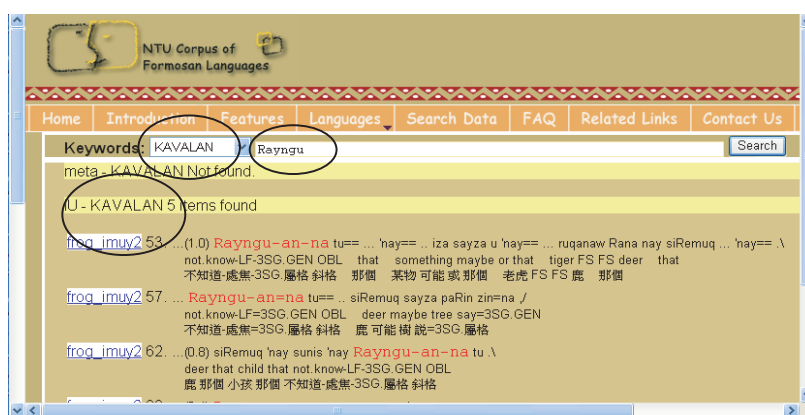 NTU Corpus of
Formosan Languages
Home Introduction Features Languages Search Data FAQ Related Links Contact Us
Keywords: KAVALAN Rayngu Search
meta - KAVALAN Not found.
IU - KAVALAN 5 items found
frog_imuy2 53. ...(1.0) Rayngu-an-na tu== ... 'nay== .. iza sayza u 'nay== ... ruqanaw Rana nay siRemuq ... 'nay== .\
not.know-LF-3SG.GEN OBL that something maybe or that tiger FS FS deer that
不知道-處焦-3SG.屬格 斜格 那個 某物 可能 或 那個 老虎 FS FS 鹿 那個
frog_imuy2 57. ... Rayngu-an=na tu== .. siRemuq sayza paRin zin=na ,/
not.know-LF=3SG.GEN OBL deer maybe tree say=3SG.GEN
不知道-處焦=3SG.屬格 斜格 鹿 可能 樹 說=3SG.屬格
frog_imuy2 62. ...(0.8) siRemuq 'nay sunis 'nay Rayngu-an-na tu .\
deer that child that not.know-LF-3SG.GEN OBL
鹿 那個 小孩 那個 不知道-處焦-3SG.屬格 斜格